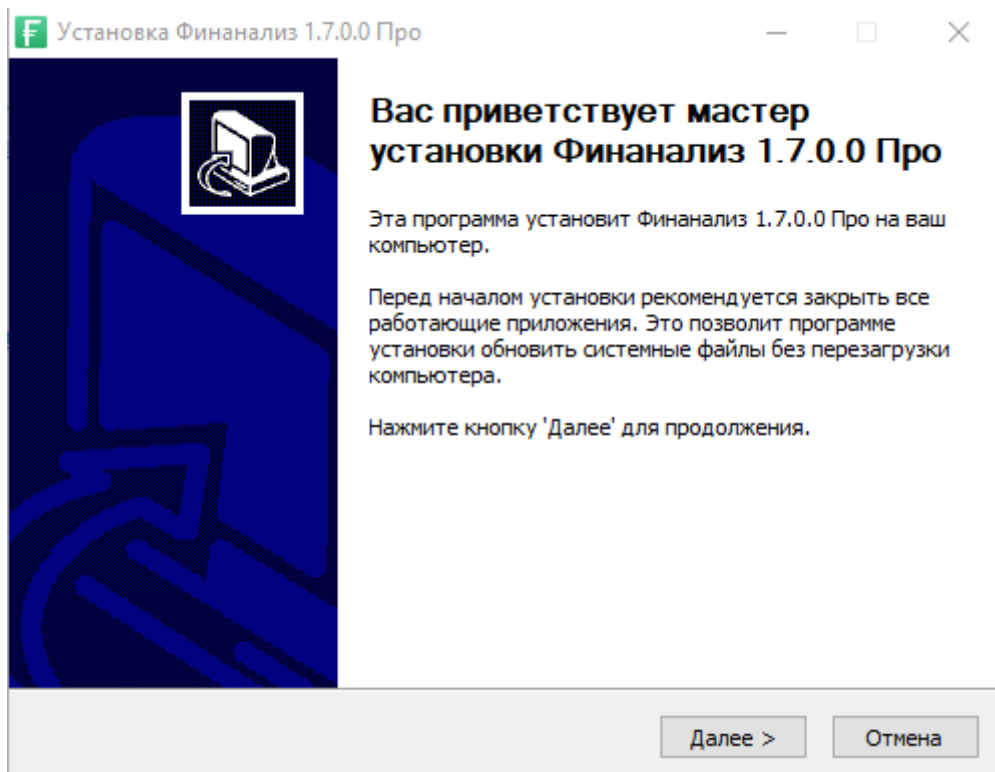 Установка Финанализ 1.7.0.0 Про
Вас приветствует мастер
установки Финанализ 1.7.0.0 Про
Эта программа установит Финанализ 1.7.0.0 Про на ваш
компьютер.
Перед началом установки рекомендуется закрыть все
работающие приложения. Это позволит программе
установки обновить системные файлы без перезагрузки
компьютера.
Нажмите кнопку 'Далее' для продолжения.
Далее >
Отмена